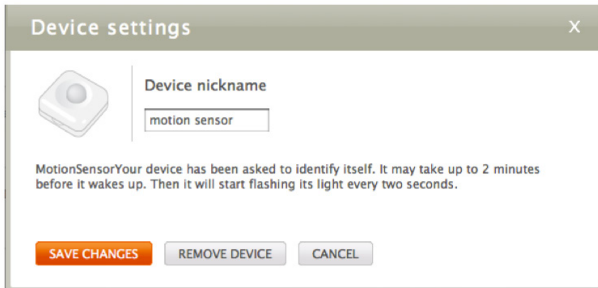 Device settings
X
Device nickname
motion sensor
MotionSensorYour device has been asked to identify itself. It may take up to 2 minutes
before it wakes up. Then it will start flashing its light every two seconds.
SAVE CHANGES
REMOVE DEVICE
CANCEL